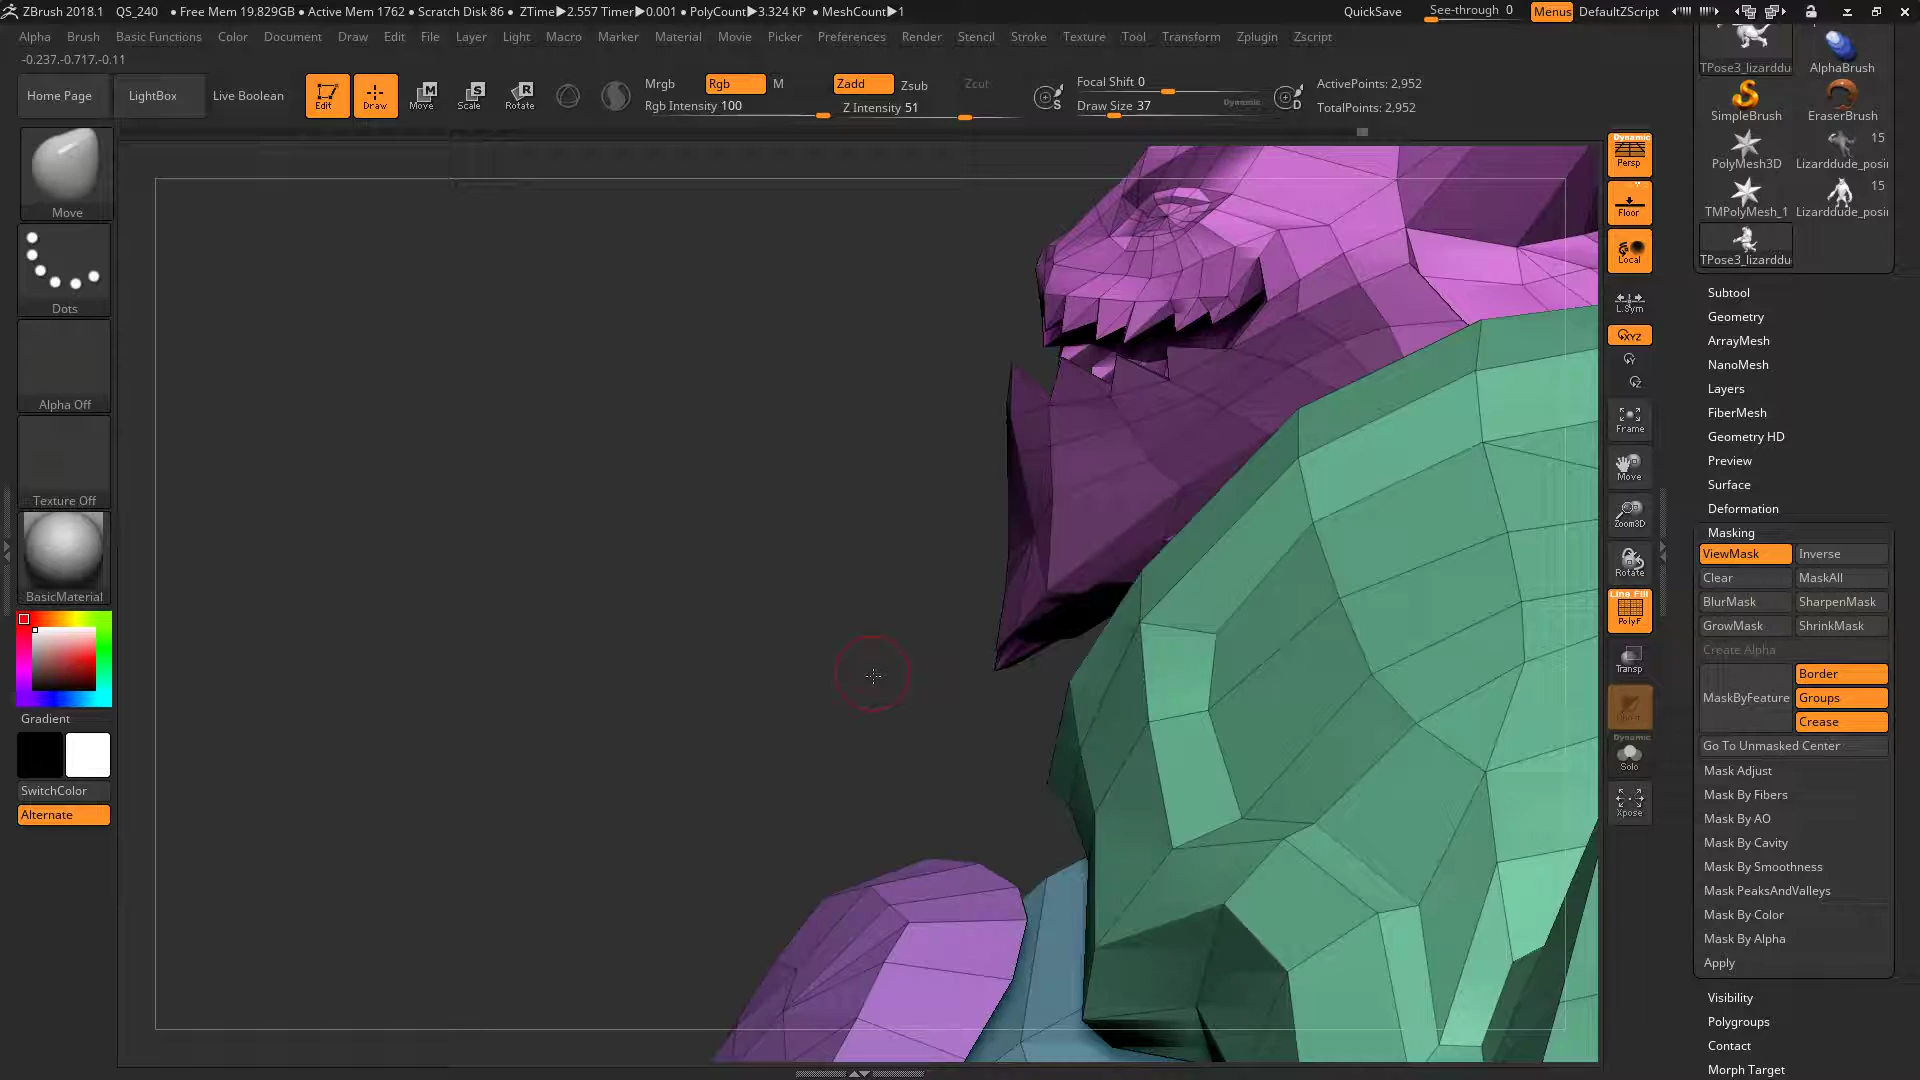 ZBrush 2018.1 QS_240 • Free Mem 19.829GB • Active Mem 1762 • Scratch Disk 86 • ZTime▶2.557 Timer▶0.001 • PolyCount▶3.324 KP • MeshCount▶1 QuickSave See-through 0 Menus DefaultZScript
Alpha Brush Basic Functions Color Document Draw Edit File Layer Light Macro Marker Material Movie Picker Preferences Render Stencil Stroke Texture Tool Transform Zplugin Zscript
-0.237,-0.717,-0.11
Home Page LightBox Live Boolean Edit Draw Move Scale Rotate
Mrgb Rgb M Zadd Zsub Zcut
Rgb Intensity 100 Z Intensity 51
Focal Shift 0
Draw Size 37 Dynamic
S
D
ActivePoints: 2,952
TotalPoints: 2,952
Move
Dots
Alpha Off
Texture Off
BasicMaterial
Gradient
SwitchColor
Alternate
Dynamic
Persp
Floor
Local
L.Sym
XYZ
Frame
Move
Zoom3D
Rotate
Line Fill
PolyF
Transp
Dynamic
Solo
Xpose
TPose3_lizarddu AlphaBrush
SimpleBrush EraserBrush
15
PolyMesh3D Lizarddude_posi
15
TMPolyMesh_1 Lizarddude_posi
TPose3_lizarddu
Subtool
Geometry
ArrayMesh
NanoMesh
Layers
FiberMesh
Geometry HD
Preview
Surface
Deformation
Masking
ViewMask Inverse
Clear MaskAll
BlurMask SharpenMask
GrowMask ShrinkMask
Create Alpha
MaskByFeature Border
Groups
Crease
Go To Unmasked Center
Mask Adjust
Mask By Fibers
Mask By AO
Mask By Cavity
Mask By Smoothness
Mask PeaksAndValleys
Mask By Color
Mask By Alpha
Apply
Visibility
Polygroups
Contact
Morph Target